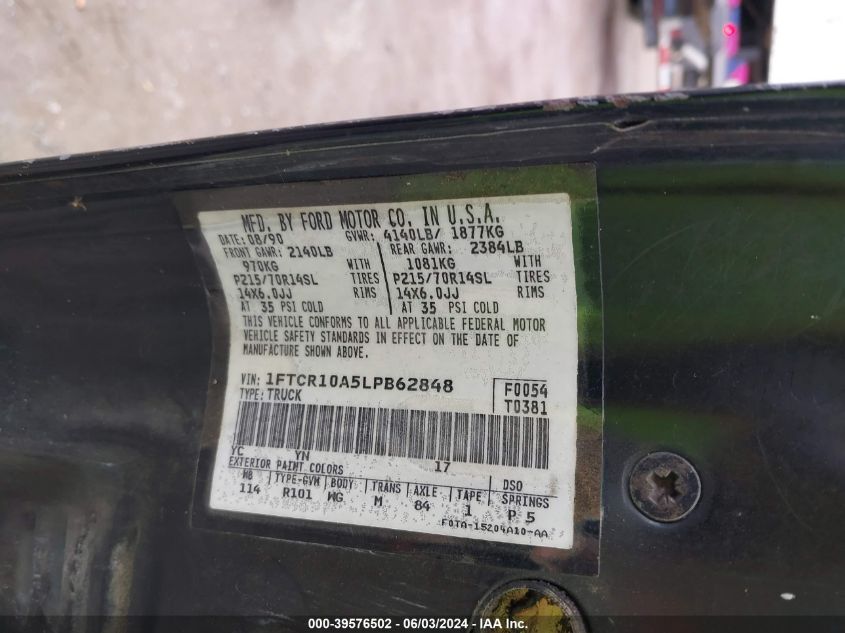 MFD. BY FORD MOTOR CO. IN U.S.A.
DATE: 08/90 GVWR: 4140LB/ 1877KG
FRONT GAWR: 2140LB REAR GAWR: 2384LB
970KG WITH 1081KG WITH
P215/70R14SL TIRES P215/70R14SL TIRES
14X6.0JJ RIMS 14X6.0JJ RIMS
AT 35 PSI COLD AT 35 PSI COLD
THIS VEHICLE CONFORMS TO ALL APPLICABLE FEDERAL MOTOR
VEHICLE SAFETY STANDARDS IN EFFECT ON THE DATE OF
MANUFACTURE SHOWN ABOVE.
VIN: 1FTCR10A5LPB62848 F0054
TYPE: TRUCK T0381
YC YN 17
EXTERIOR PAINT COLORS DSO
WB TYPE-GVW BODY TRANS AXLE TAPE SPRINGS
114 R101 WG M 84 1 P 5
F0TA-15204A10-AA
000-39576502 - 06/03/2024 - IAA Inc.